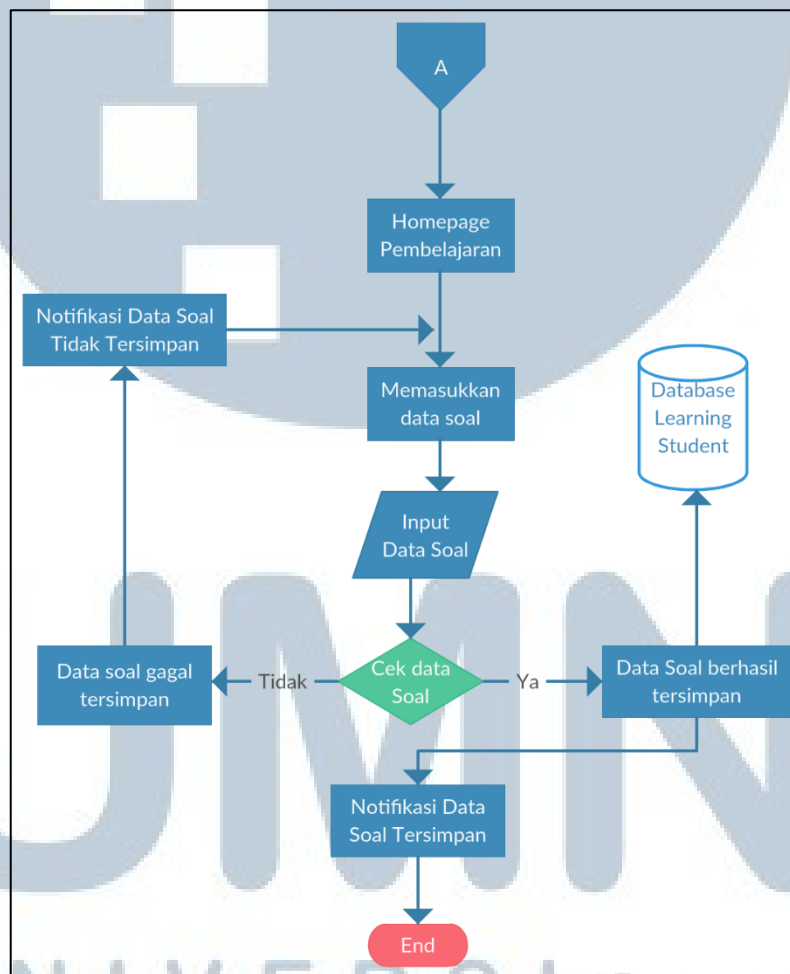 A
Homepage
Pembelajaran
Notifikasi Data Soal
Tidak Tersimpan
Memasukkan
data soal
Database
Learning
Student
Input
Data Soal
Cek data
Soal
Tidak
Ya
Data soal gagal
tersimpan
Data Soal berhasil
tersimpan
Notifikasi Data
Soal Tersimpan
End
UMN